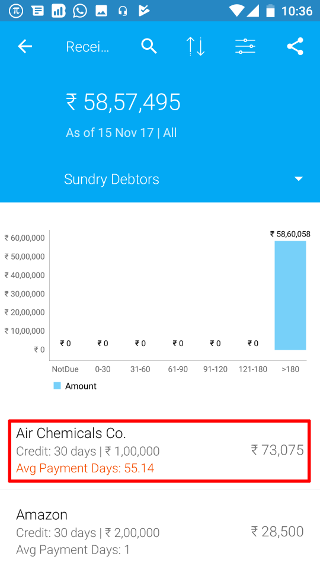 10:36
Recei...
₹ 58,57,495
As of 15 Nov 17 | All
Sundry Debtors
₹ 58,60,058
₹ 60,00,000
₹ 50,00,000
₹ 40,00,000
₹ 30,00,000
₹ 20,00,000
₹ 10,00,000
₹ 0
₹ 0 ₹ 0 ₹ 0 ₹ 0 ₹ 0 ₹ 0
NotDue 0-30 31-60 61-90 91-120 121-180 >180
Amount
Air Chemicals Co.
Credit: 30 days | ₹ 1,00,000
₹ 73,075
Avg Payment Days: 55.14
Amazon
Credit: 30 days | ₹ 2,00,000
₹ 28,500
Avg Payment Days: 1